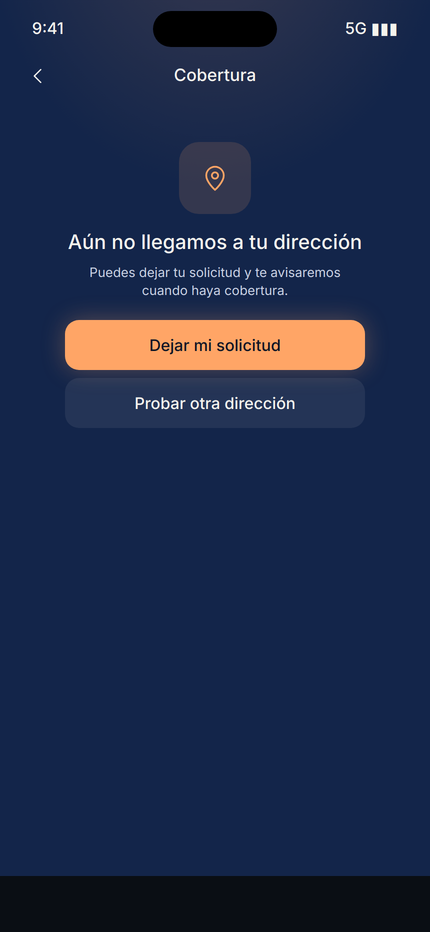 9:41
5G
Cobertura
Aún no llegamos a tu dirección
Puedes dejar tu solicitud y te avisaremos
cuando haya cobertura.
Dejar mi solicitud
Probar otra dirección